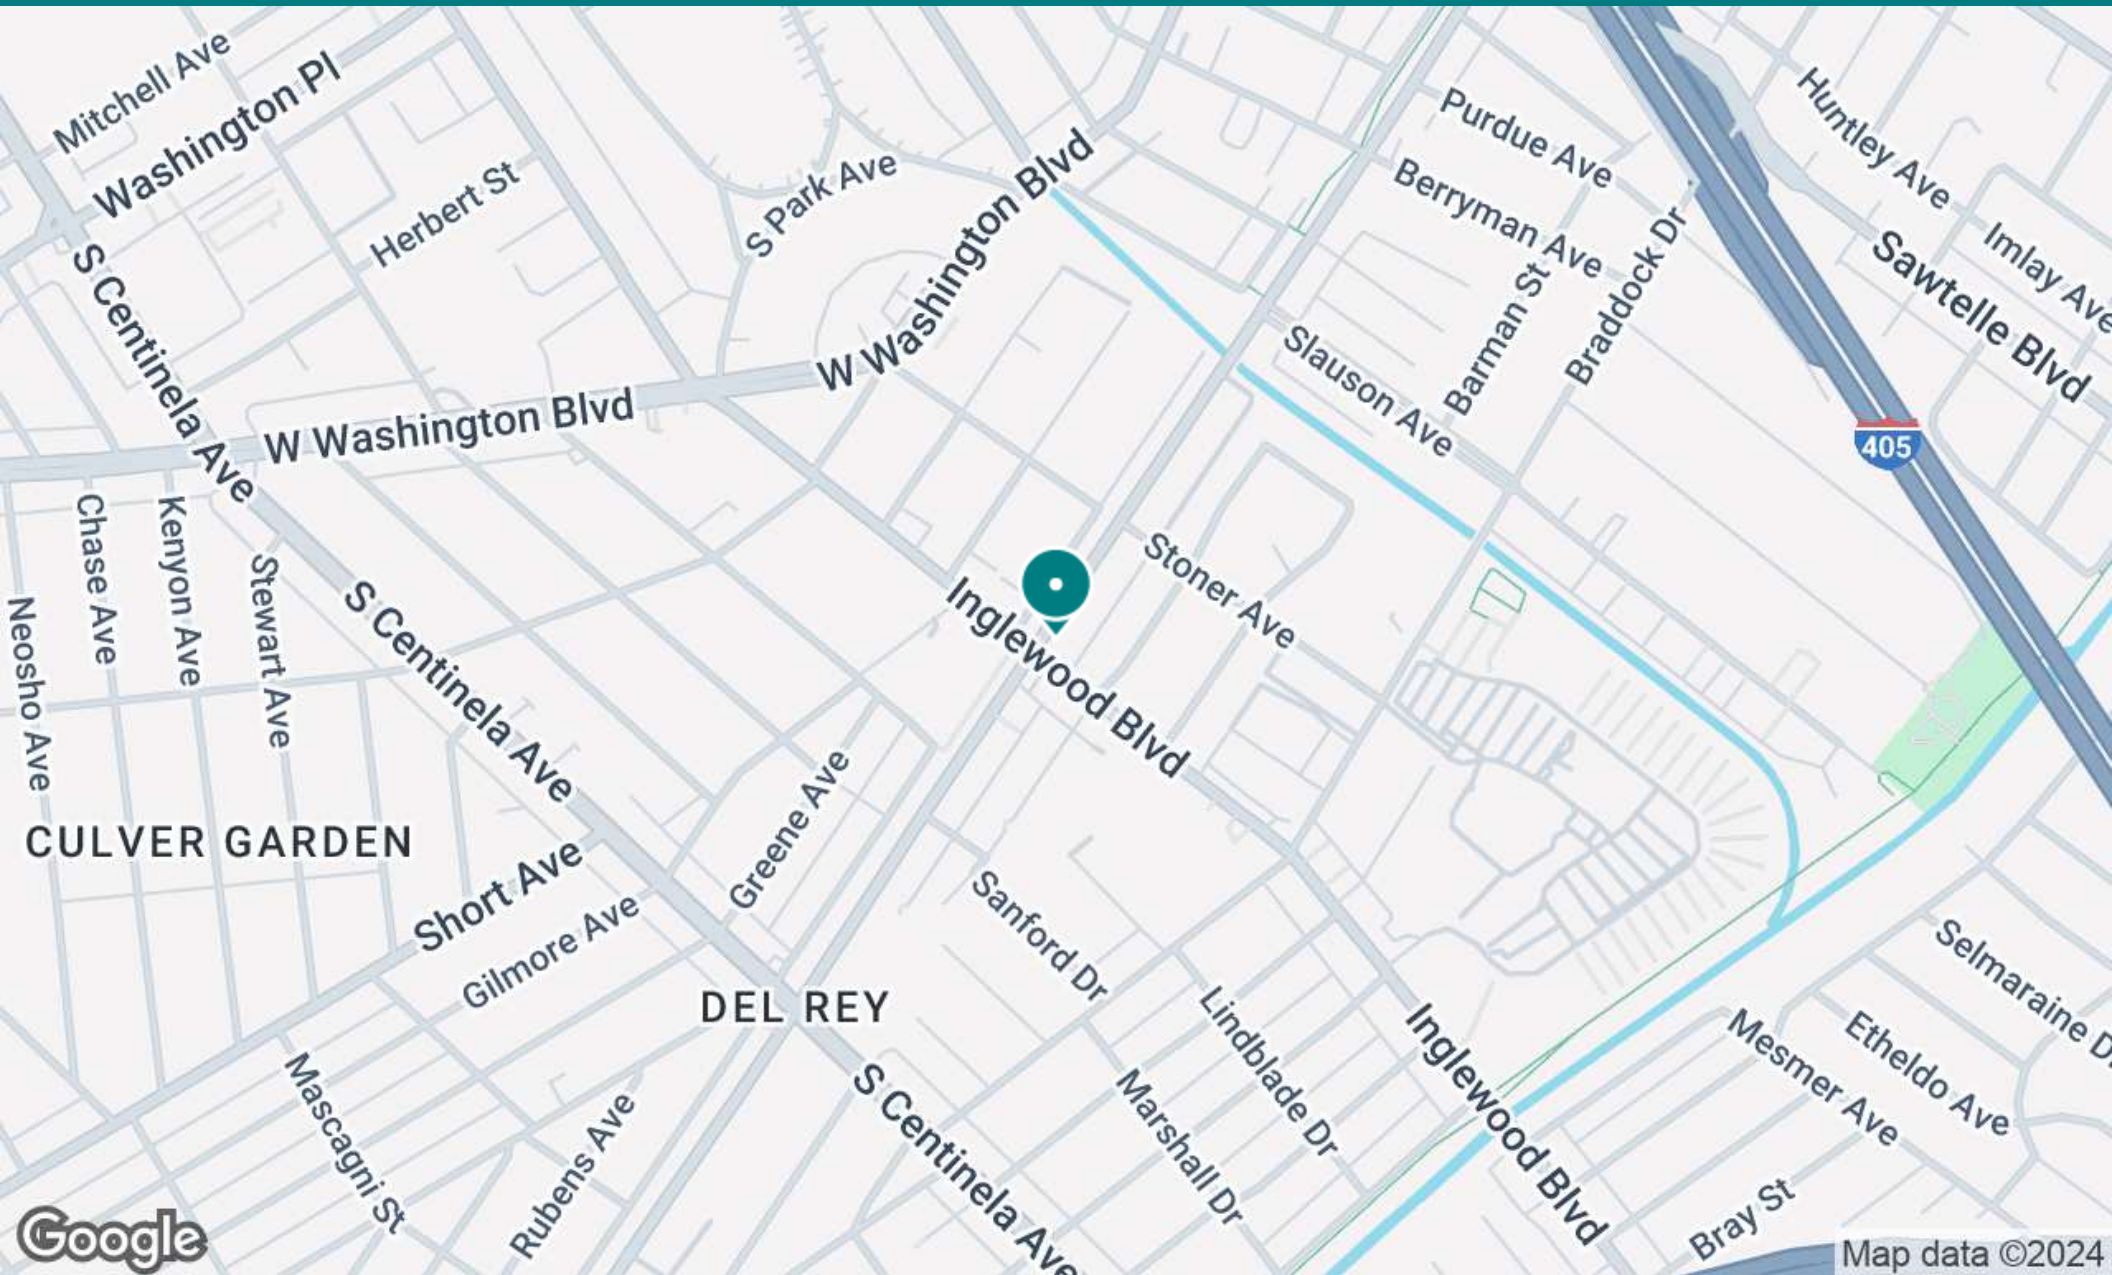 Mitchell Ave
Washington Pl
Herbert St
S Park Ave
W Washington Blvd
Purdue Ave
Berryman Ave
Barman St
Braddock Dr
Huntley Ave
Imlay Ave
Sawtelle Blvd
S Centinela Ave
W Washington Blvd
Slauson Ave
405
Chase Ave
Kenyon Ave
Stewart Ave
Neosho Ave
S Centinela Ave
Inglewood Blvd
Stoner Ave
CULVER GARDEN
Short Ave
Gilmore Ave
Greene Ave
DEL REY
Sanford Dr
Lindblade Dr
Marshall Dr
Inglewood Blvd
Selmaraine D
Etheldo Ave
Mesmer Ave
Mascagni St
Rubens Ave
S Centinela Ave
Bray St
Google
Map data ©2024